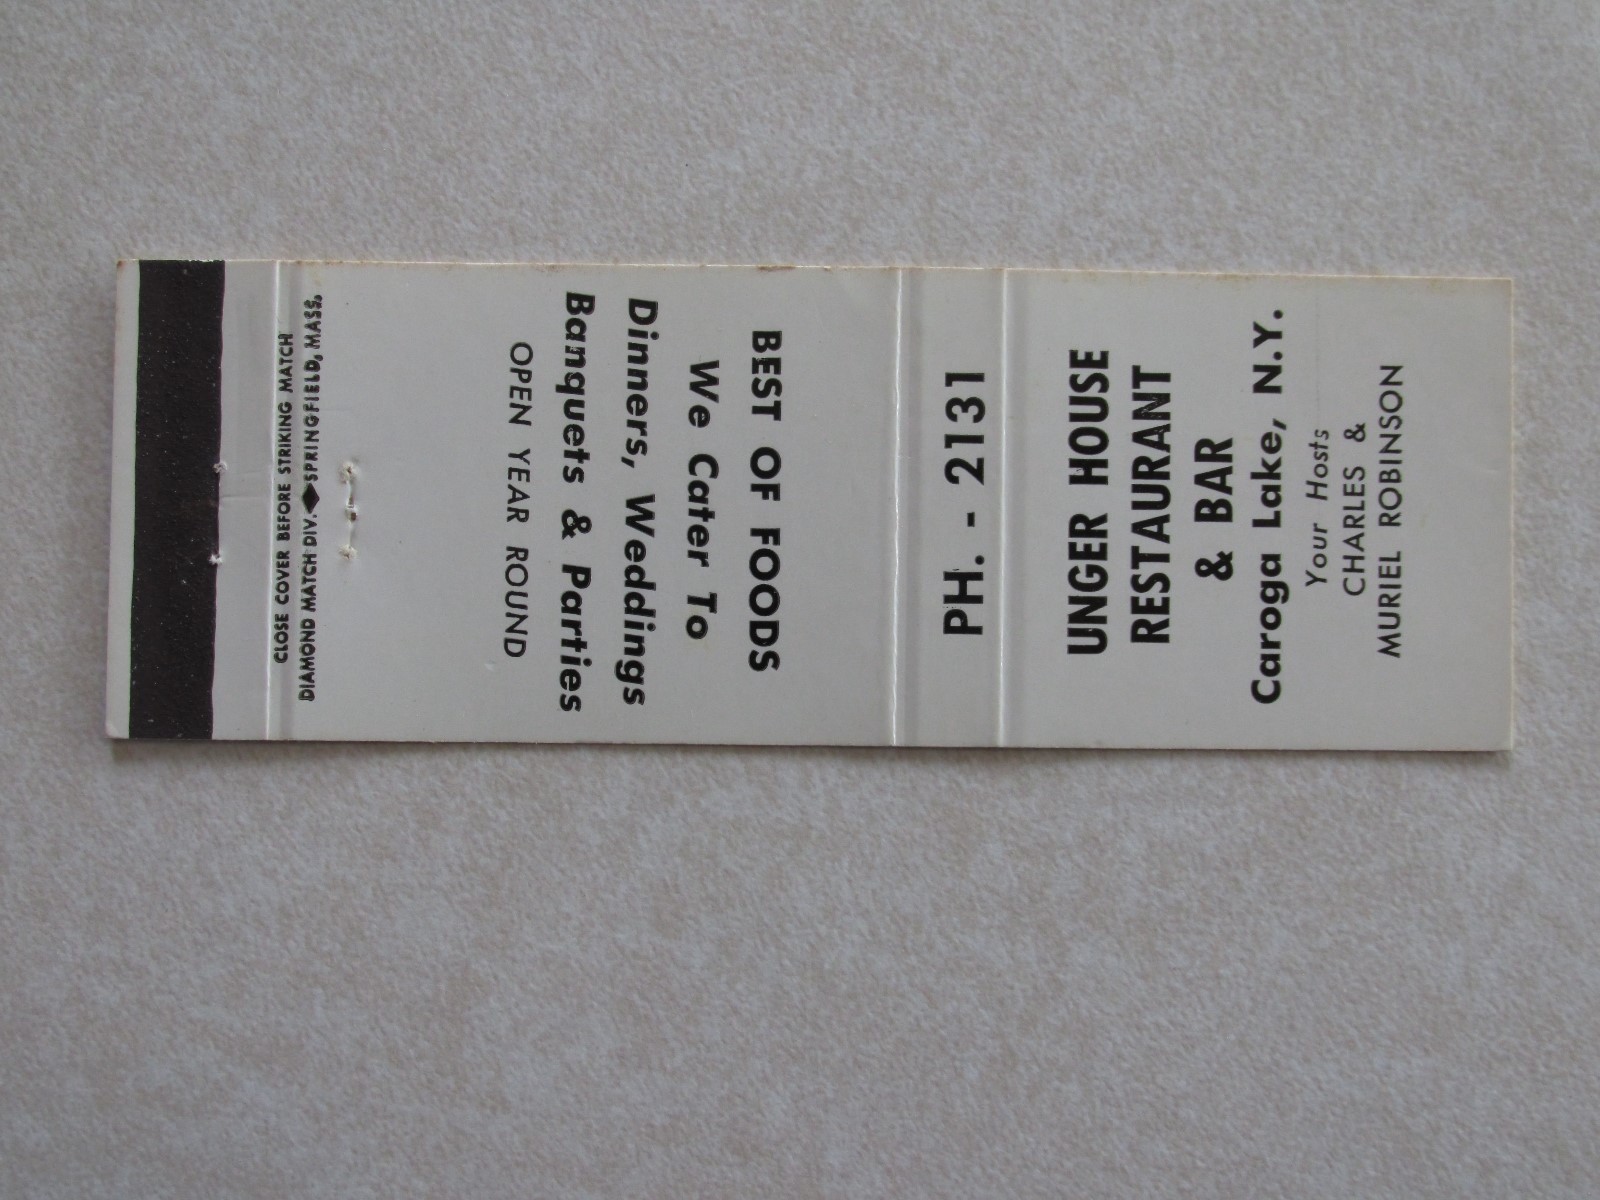 UNGER HOUSE
RESTAURANT
& BAR
Caroga Lake, N.Y.
Your Hosts
CHARLES &
MURIEL ROBINSON
PH. - 2131
BEST OF FOODS
We Cater To
Dinners, Weddings
Banquets & Parties
OPEN YEAR ROUND
CLOSE COVER BEFORE STRIKING MATCH
DIAMOND MATCH DIV.◆SPRINGFIELD, MASS.